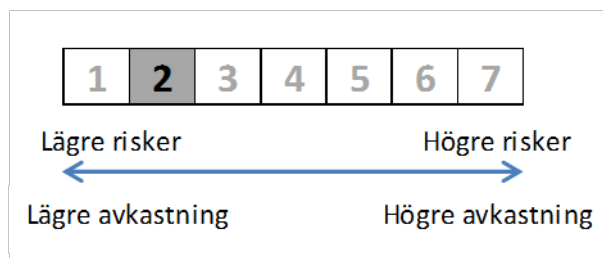 1 2 3 4 5 6 7
Lägre risker Högre risker
Lägre avkastning Högre avkastning